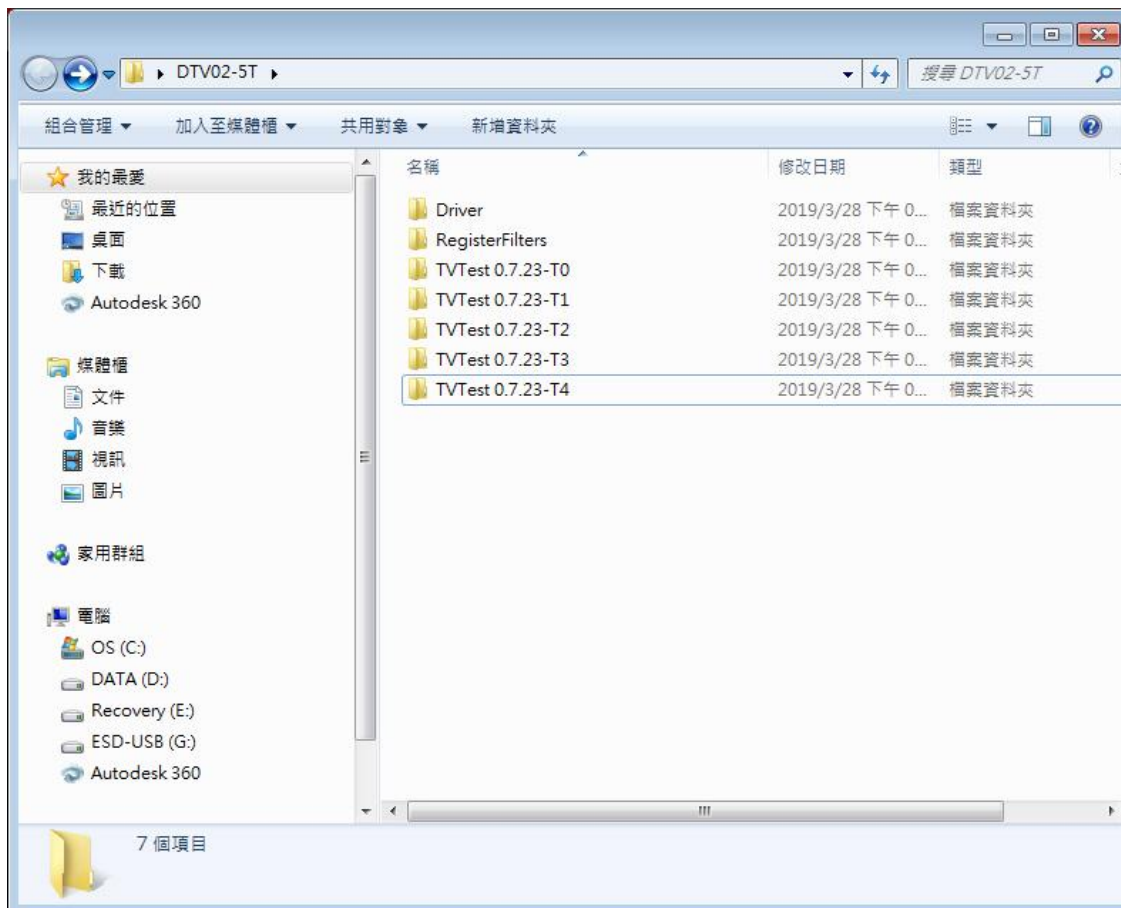 DTV02-5T
搜尋 DTV02-5T
組合管理 加入至媒體櫃 共用對象 新增資料夾
我的最愛
最近的位置
桌面
下載
Autodesk 360
媒體櫃
文件
音樂
視訊
圖片
家用群組
電腦
OS (C:)
DATA (D:)
Recovery (E:)
ESD-USB (G:)
Autodesk 360
名稱 修改日期 類型
Driver 2019/3/28 下午 0... 檔案資料夾
RegisterFilters 2019/3/28 下午 0... 檔案資料夾
TVTest 0.7.23-T0 2019/3/28 下午 0... 檔案資料夾
TVTest 0.7.23-T1 2019/3/28 下午 0... 檔案資料夾
TVTest 0.7.23-T2 2019/3/28 下午 0... 檔案資料夾
TVTest 0.7.23-T3 2019/3/28 下午 0... 檔案資料夾
TVTest 0.7.23-T4 2019/3/28 下午 0... 檔案資料夾
7 個項目